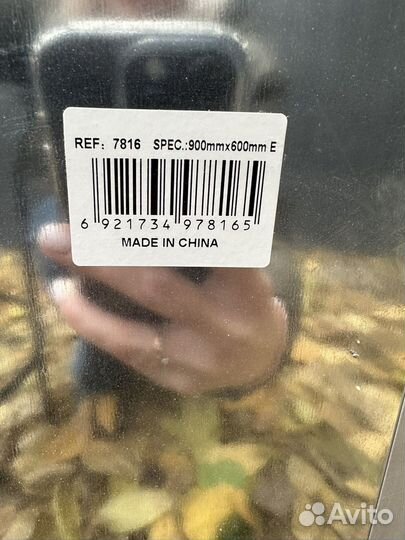 REF: 7816 SPEC.:900mmx600mm E
6 921734 978165
MADE IN CHINA
Avito